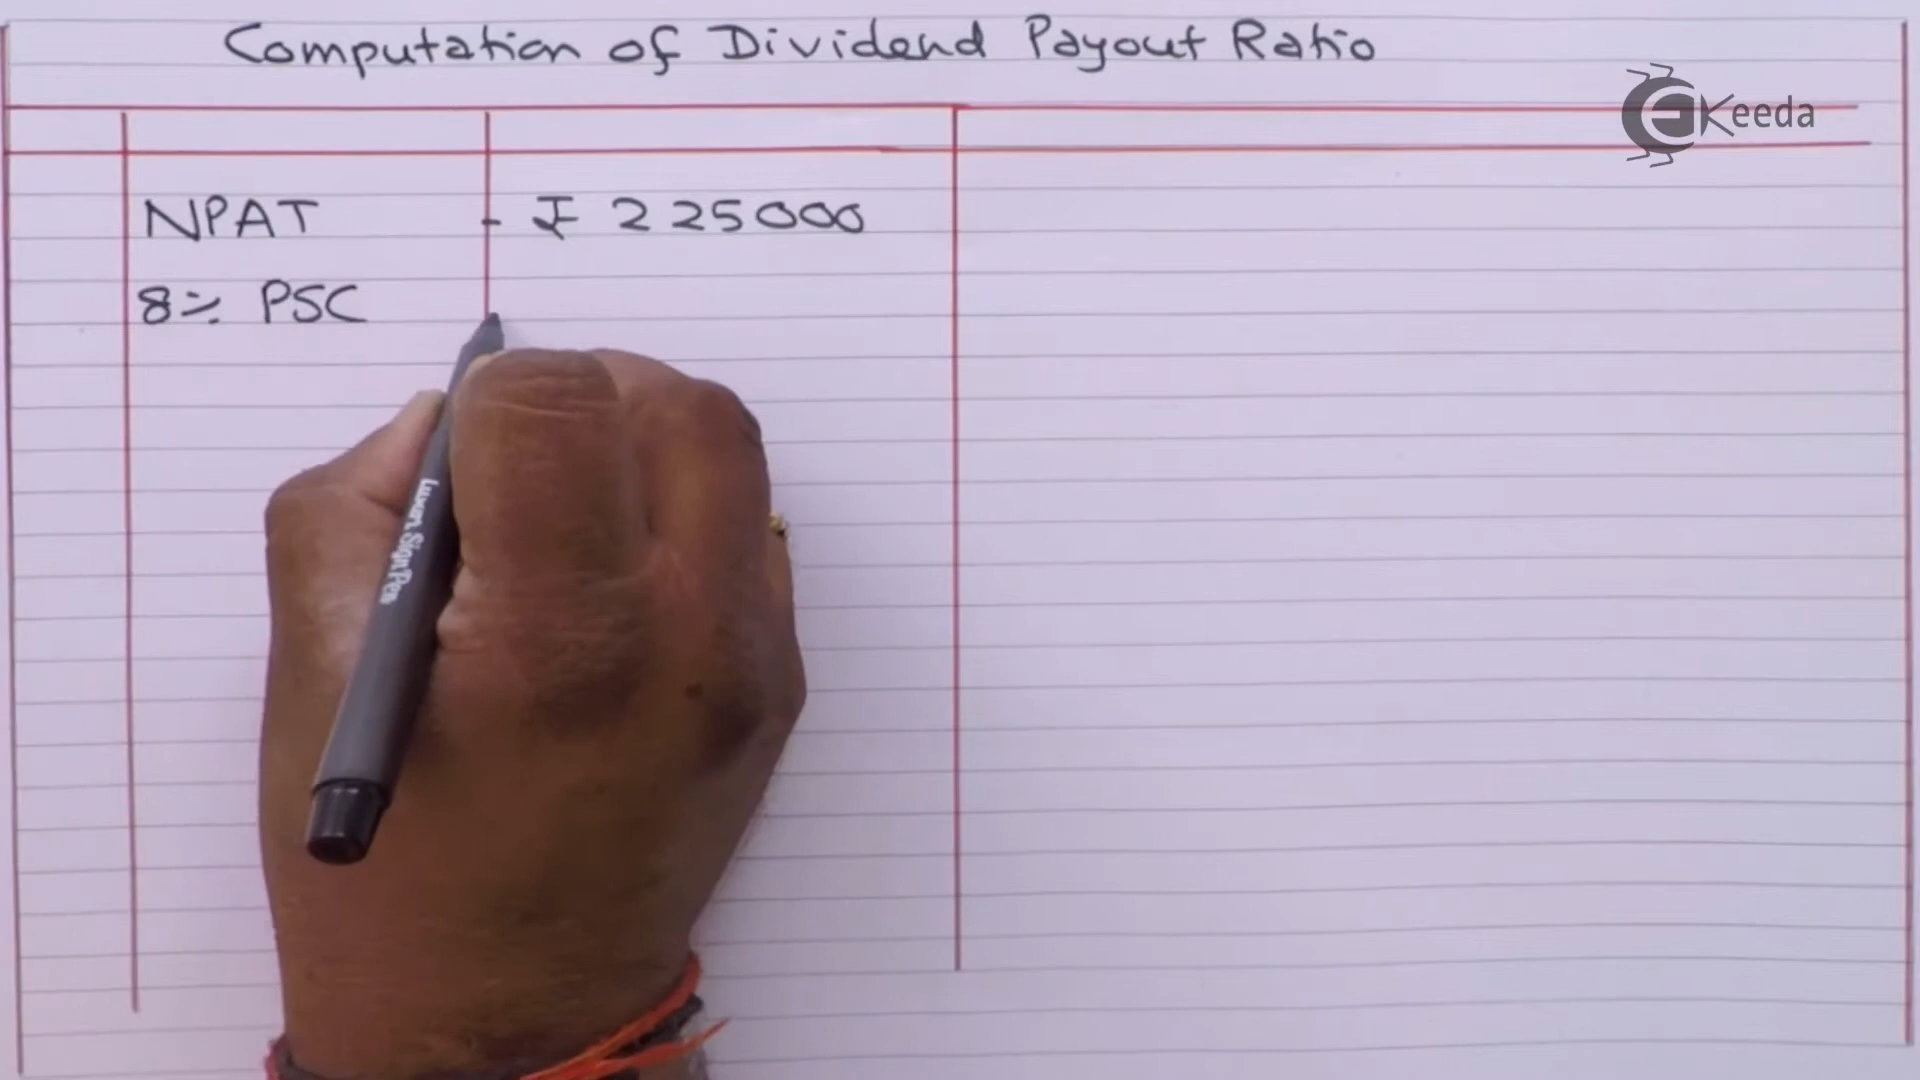 Computation of Dividend Payout Ratio
EKeeda
NPAT - ₹ 225000
8% PSC
Luxor Sign Pen